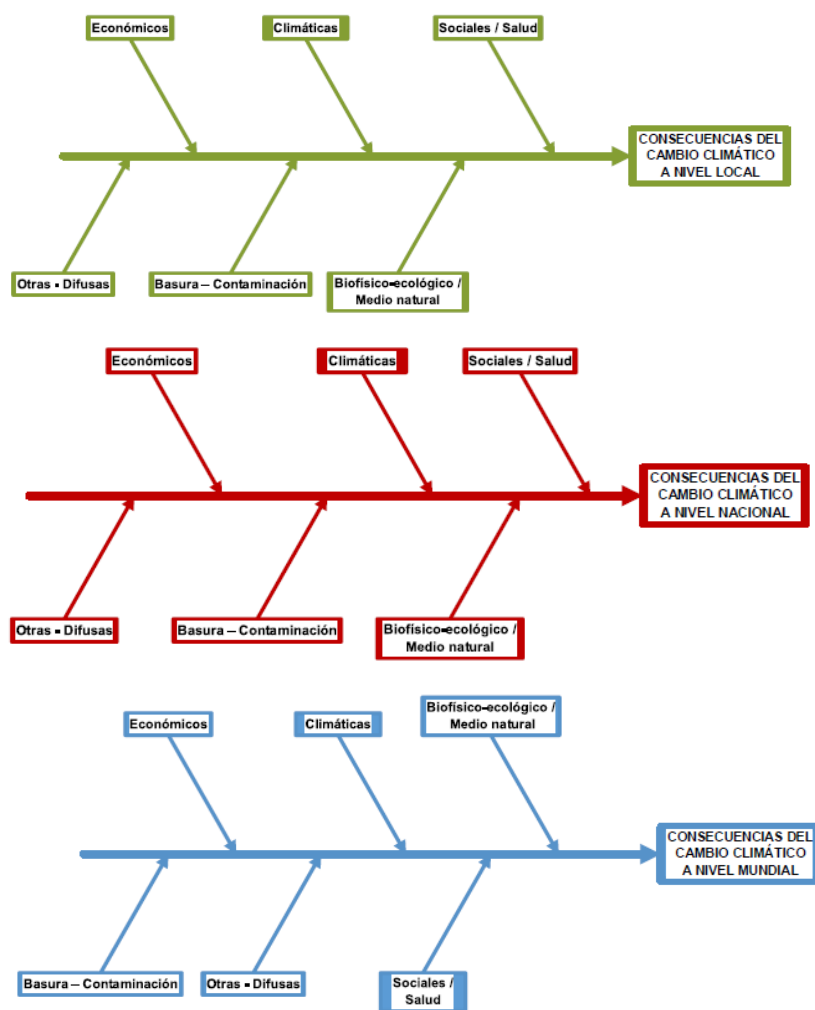 Económicos
Climáticas
Sociales / Salud
CONSECUENCIAS DEL
CAMBIO CLIMÁTICO
A NIVEL LOCAL
Otras - Difusas
Basura – Contaminación
Biofísico-ecológico /
Medio natural
Económicos
Climáticas
Sociales / Salud
CONSECUENCIAS DEL
CAMBIO CLIMÁTICO
A NIVEL NACIONAL
Otras - Difusas
Basura – Contaminación
Biofísico-ecológico /
Medio natural
Económicos
Climáticas
Biofísico-ecológico /
Medio natural
CONSECUENCIAS DEL
CAMBIO CLIMÁTICO
A NIVEL MUNDIAL
Basura – Contaminación
Otras - Difusas
Sociales /
Salud